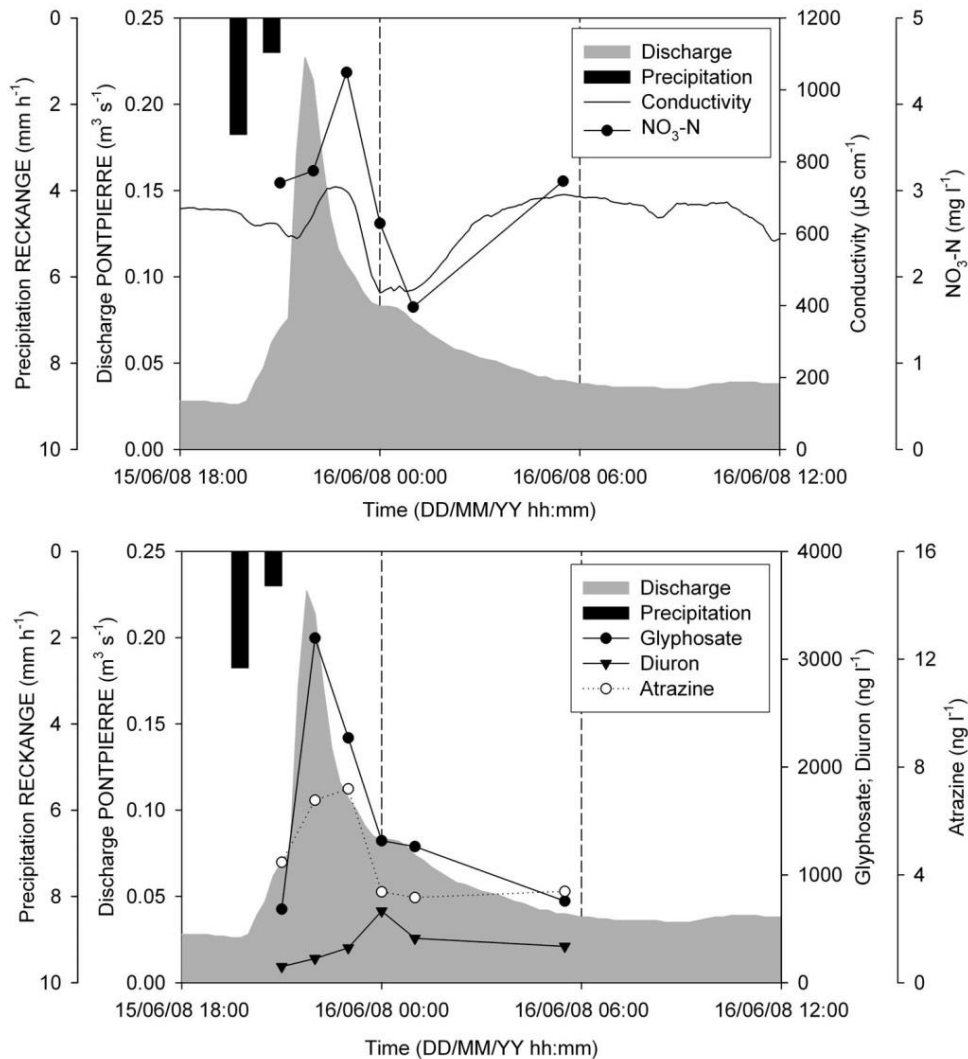 Precipitation RECKANGE (mm h⁻¹)
0
2
4
6
8
10
Discharge PONTPIERRE (m³ s⁻¹)
0.25
0.20
0.15
0.10
0.05
0.00
Discharge
Precipitation
Conductivity
NO₃-N
1200
1000
800
600
400
200
0
Conductivity (µS cm⁻¹)
5
4
3
2
1
0
NO₃-N (mg l⁻¹)
15/06/08 18:00
16/06/08 00:00
16/06/08 06:00
16/06/08 12:00
Time (DD/MM/YY hh:mm)
Precipitation RECKANGE (mm h⁻¹)
0
2
4
6
8
10
Discharge PONTPIERRE (m³ s⁻¹)
0.25
0.20
0.15
0.10
0.05
0.00
Discharge
Precipitation
Glyphosate
Diuron
Atrazine
4000
3000
2000
1000
0
Glyphosate; Diuron (ng l⁻¹)
16
12
8
4
0
Atrazine (ng l⁻¹)
15/06/08 18:00
16/06/08 00:00
16/06/08 06:00
16/06/08 12:00
Time (DD/MM/YY hh:mm)